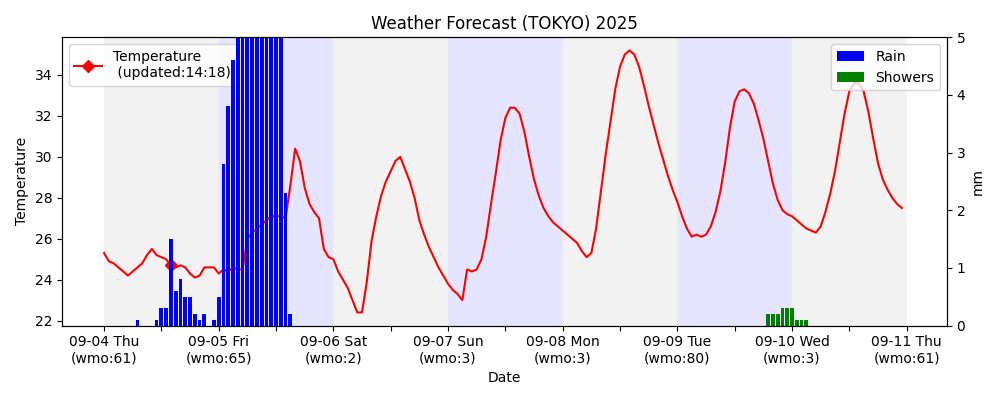 Weather Forecast (TOKYO) 2025
Temperature
(updated:14:18)
Rain
Showers
34
32
30
28
26
24
22
Temperature
5
4
3
2
1
0
mm
09-04 Thu
(wmo:61)
09-05 Fri
(wmo:65)
09-06 Sat
(wmo:2)
09-07 Sun
(wmo:3)
09-08 Mon
(wmo:3)
09-09 Tue
(wmo:80)
09-10 Wed
(wmo:3)
09-11 Thu
(wmo:61)
Date